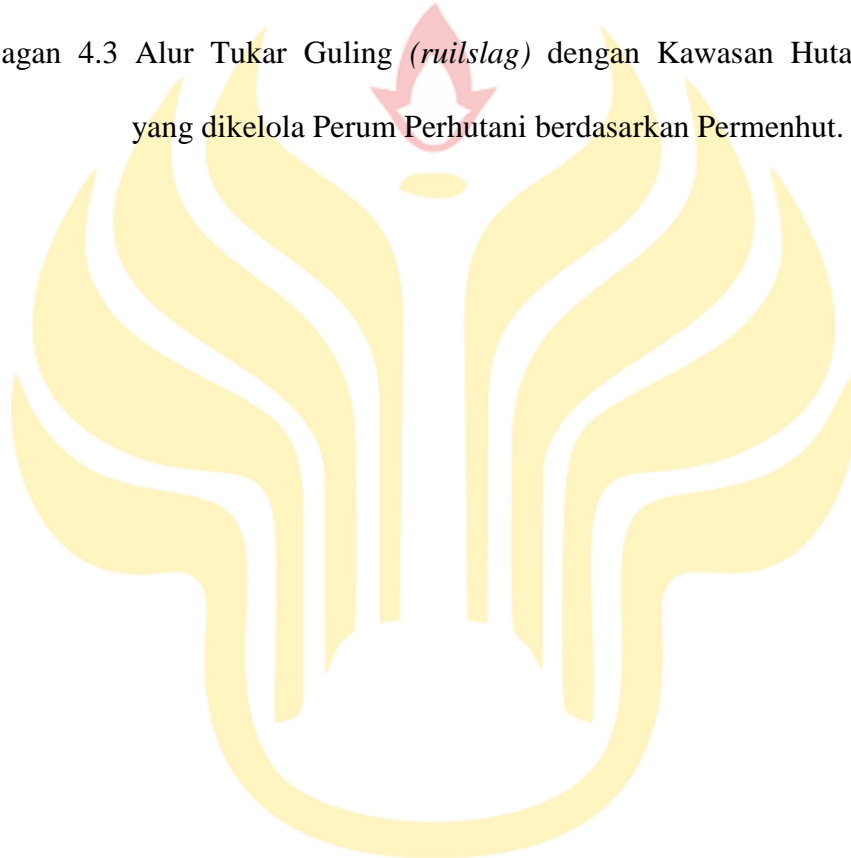 agan 4.3 Alur Tukar Guling (ruilslag) dengan Kawasan Huta
yang dikelola Perum Perhutani berdasarkan Permenhut.